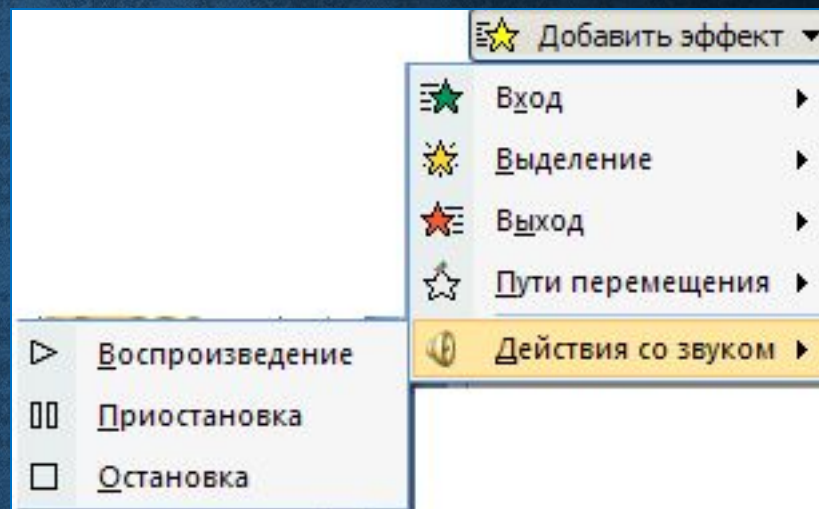 Добавить эффект
Вход
Выделение
Выход
Пути перемещения
Действия со звуком
Воспроизведение
Приостановка
Остановка